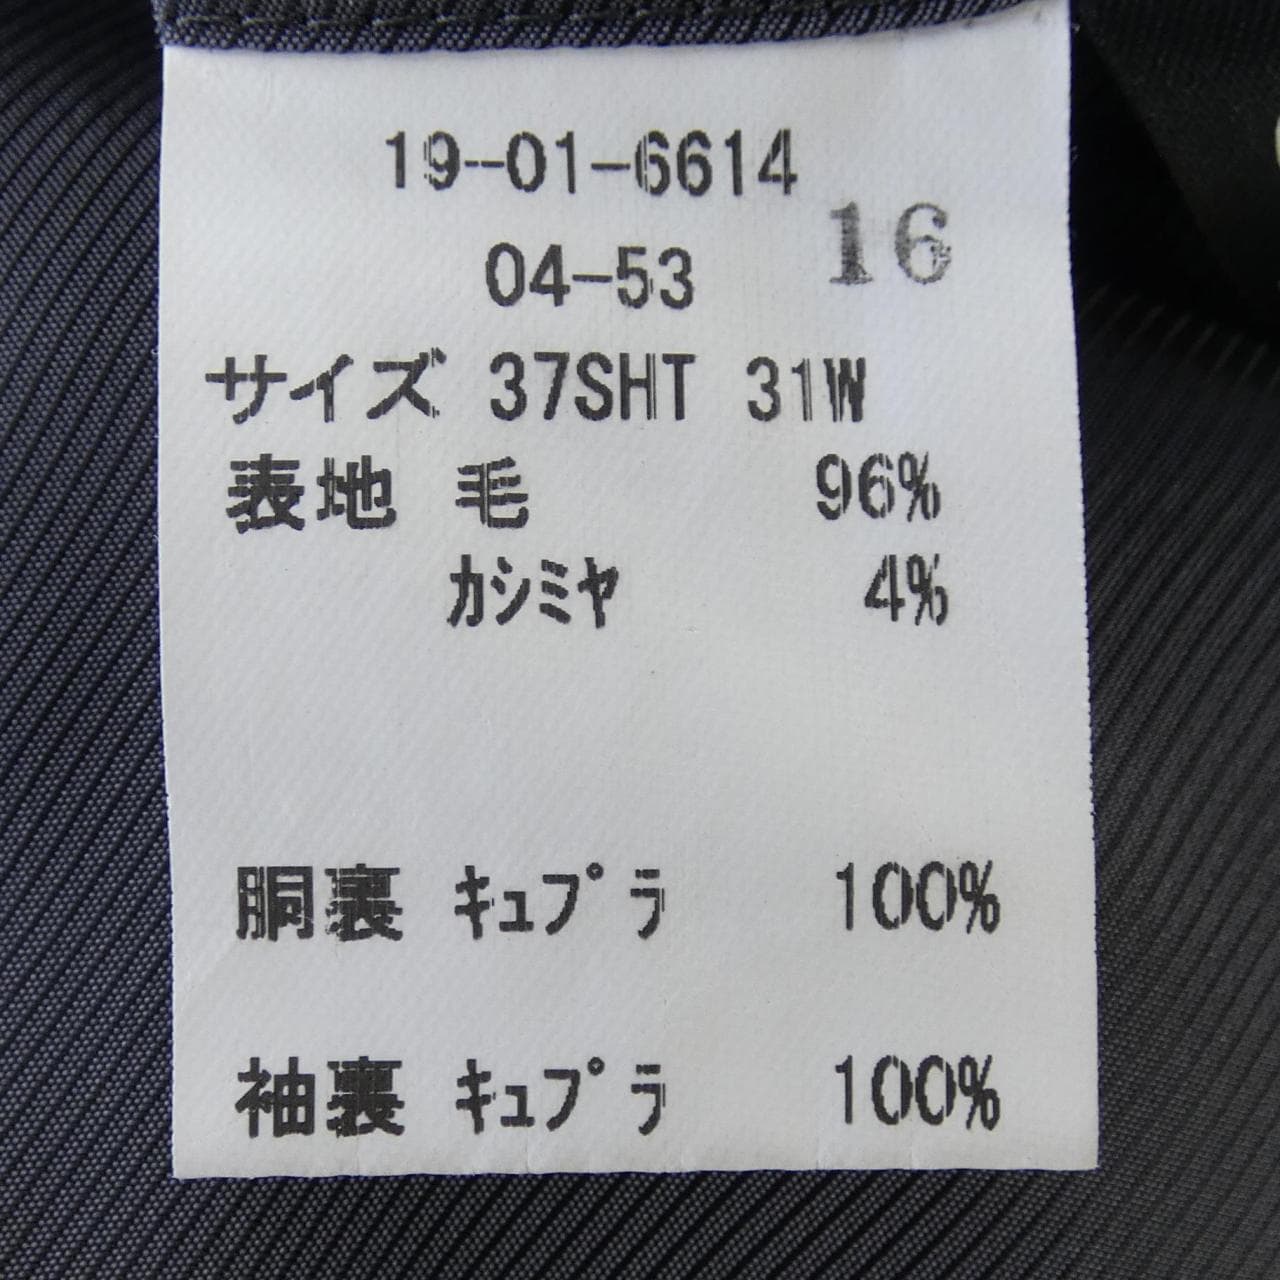 19-01-6614
16
04-53
サイズ 37SHT 31W
表地 毛 96%
ｶｼﾐﾔ 4%
胴裏 ｷｭﾌﾟﾗ 100%
袖裏 ｷｭﾌﾟﾗ 100%